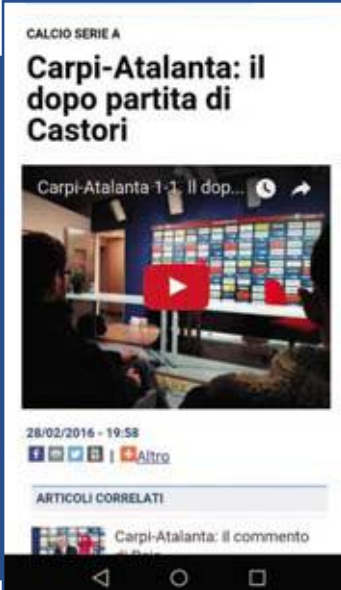 CALCIO SERIE A
Carpi-Atalanta: il
dopo partita di
Castori
Carpi-Atalanta 1-1: Il dop...
28/02/2016 - 19:58
| Altro
ARTICOLI CORRELATI
Carpi-Atalanta: il commento
di